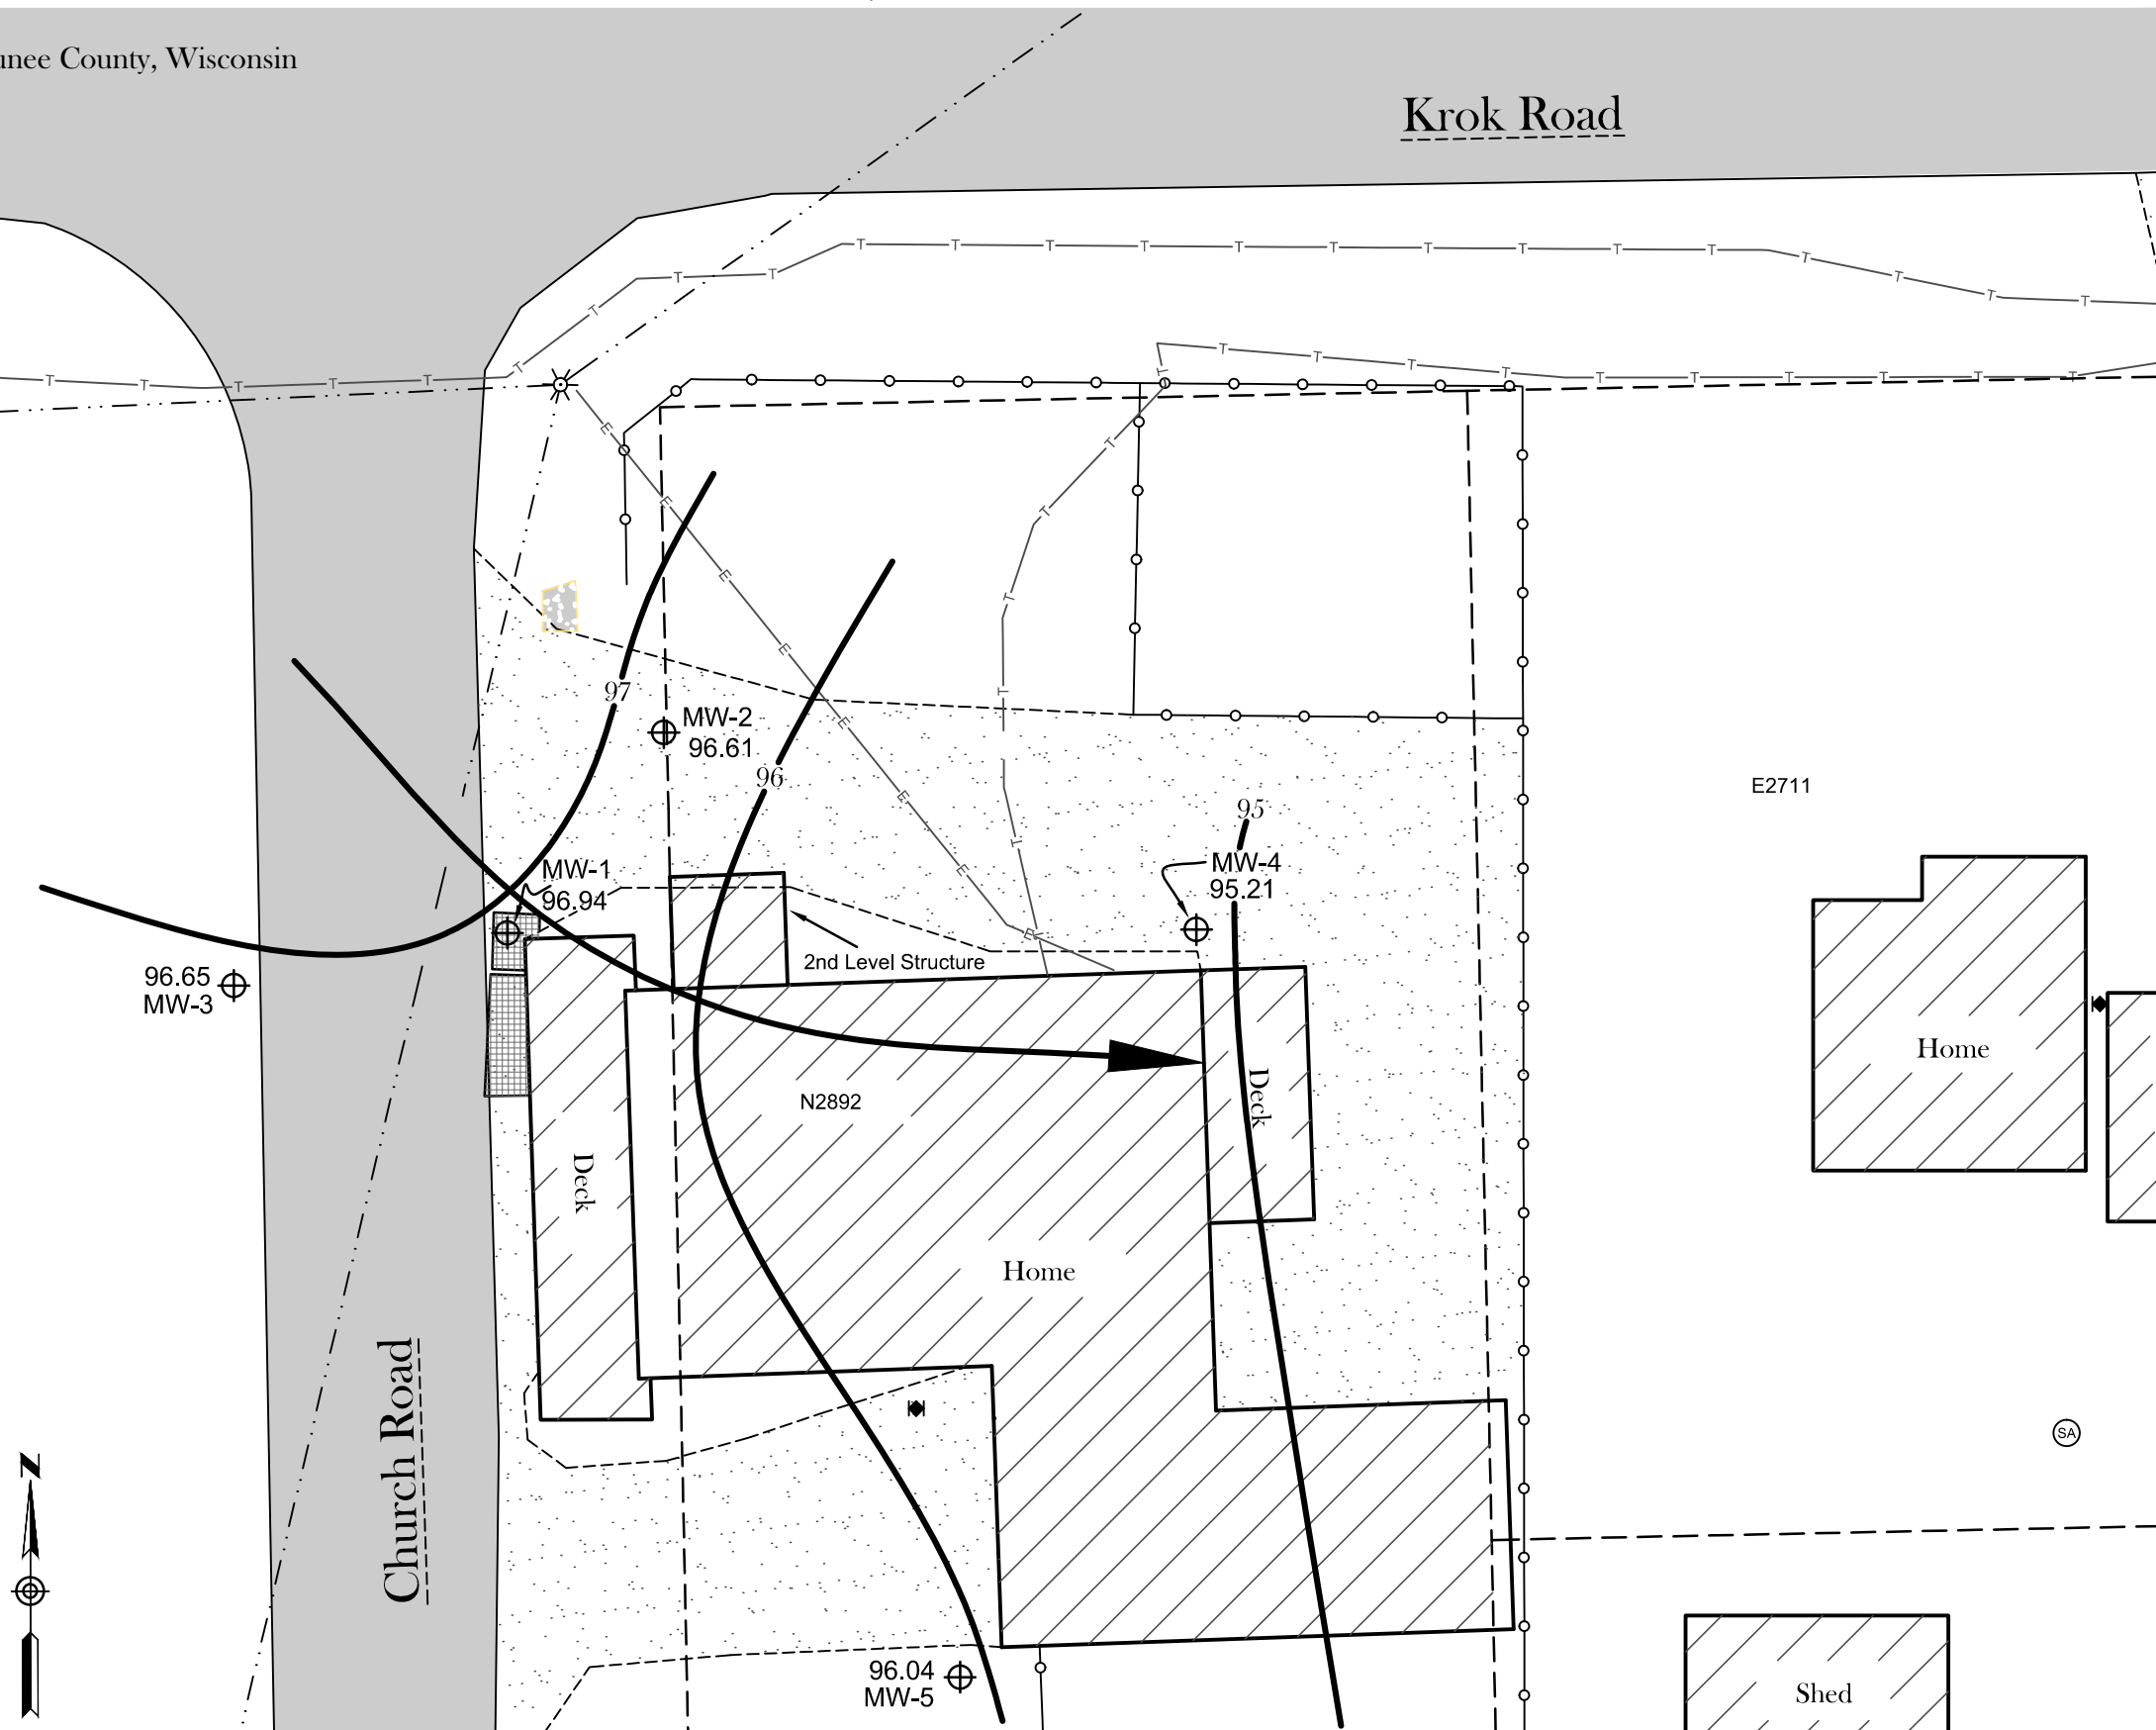 unee County, Wisconsin
Krok Road
97
MW-2
96.61
96
E2711
95
MW-4
95.21
MW-1
96.94
2nd Level Structure
96.65
MW-3
Home
Deck
N2892
Deck
Home
Church Road
SA
N
96.04
MW-5
Shed
T T T T T T T T T T T T T T T T T T T T T T
T T T T T T T T T T T T T T T T
E E E E E E E E